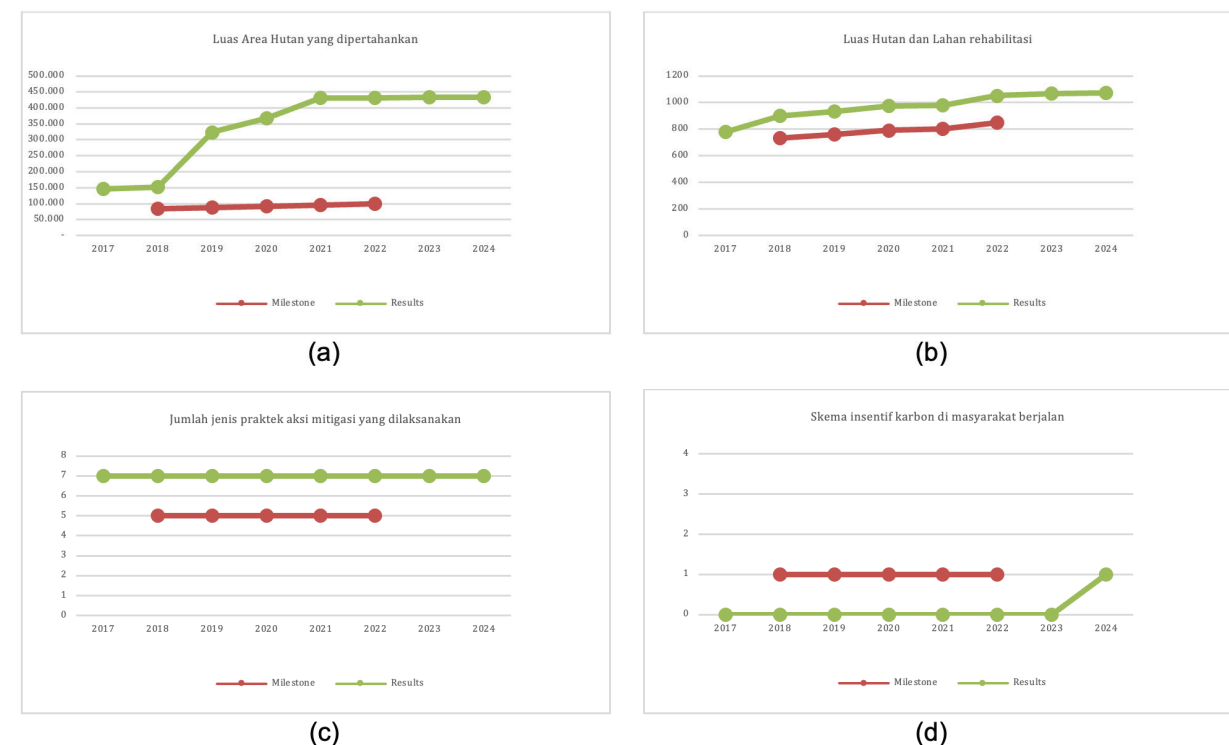 Luas Area Hutan yang dipertahankan
500.000
450.000
400.000
350.000
300.000
250.000
200.000
150.000
100.000
50.000
-
2017 2018 2019 2020 2021 2022 2023 2024
Milestone Results
(a)
Luas Hutan dan Lahan rehabilitasi
1200
1000
800
600
400
200
0
2017 2018 2019 2020 2021 2022 2023 2024
Milestone Results
(b)
Jumlah jenis praktek aksi mitigasi yang dilaksanakan
8
7
6
5
4
3
2
1
0
2017 2018 2019 2020 2021 2022 2023 2024
Milestone Results
(c)
Skema insentif karbon di masyarakat berjalan
4
3
2
1
0
2017 2018 2019 2020 2021 2022 2023 2024
Milestone Results
(d)